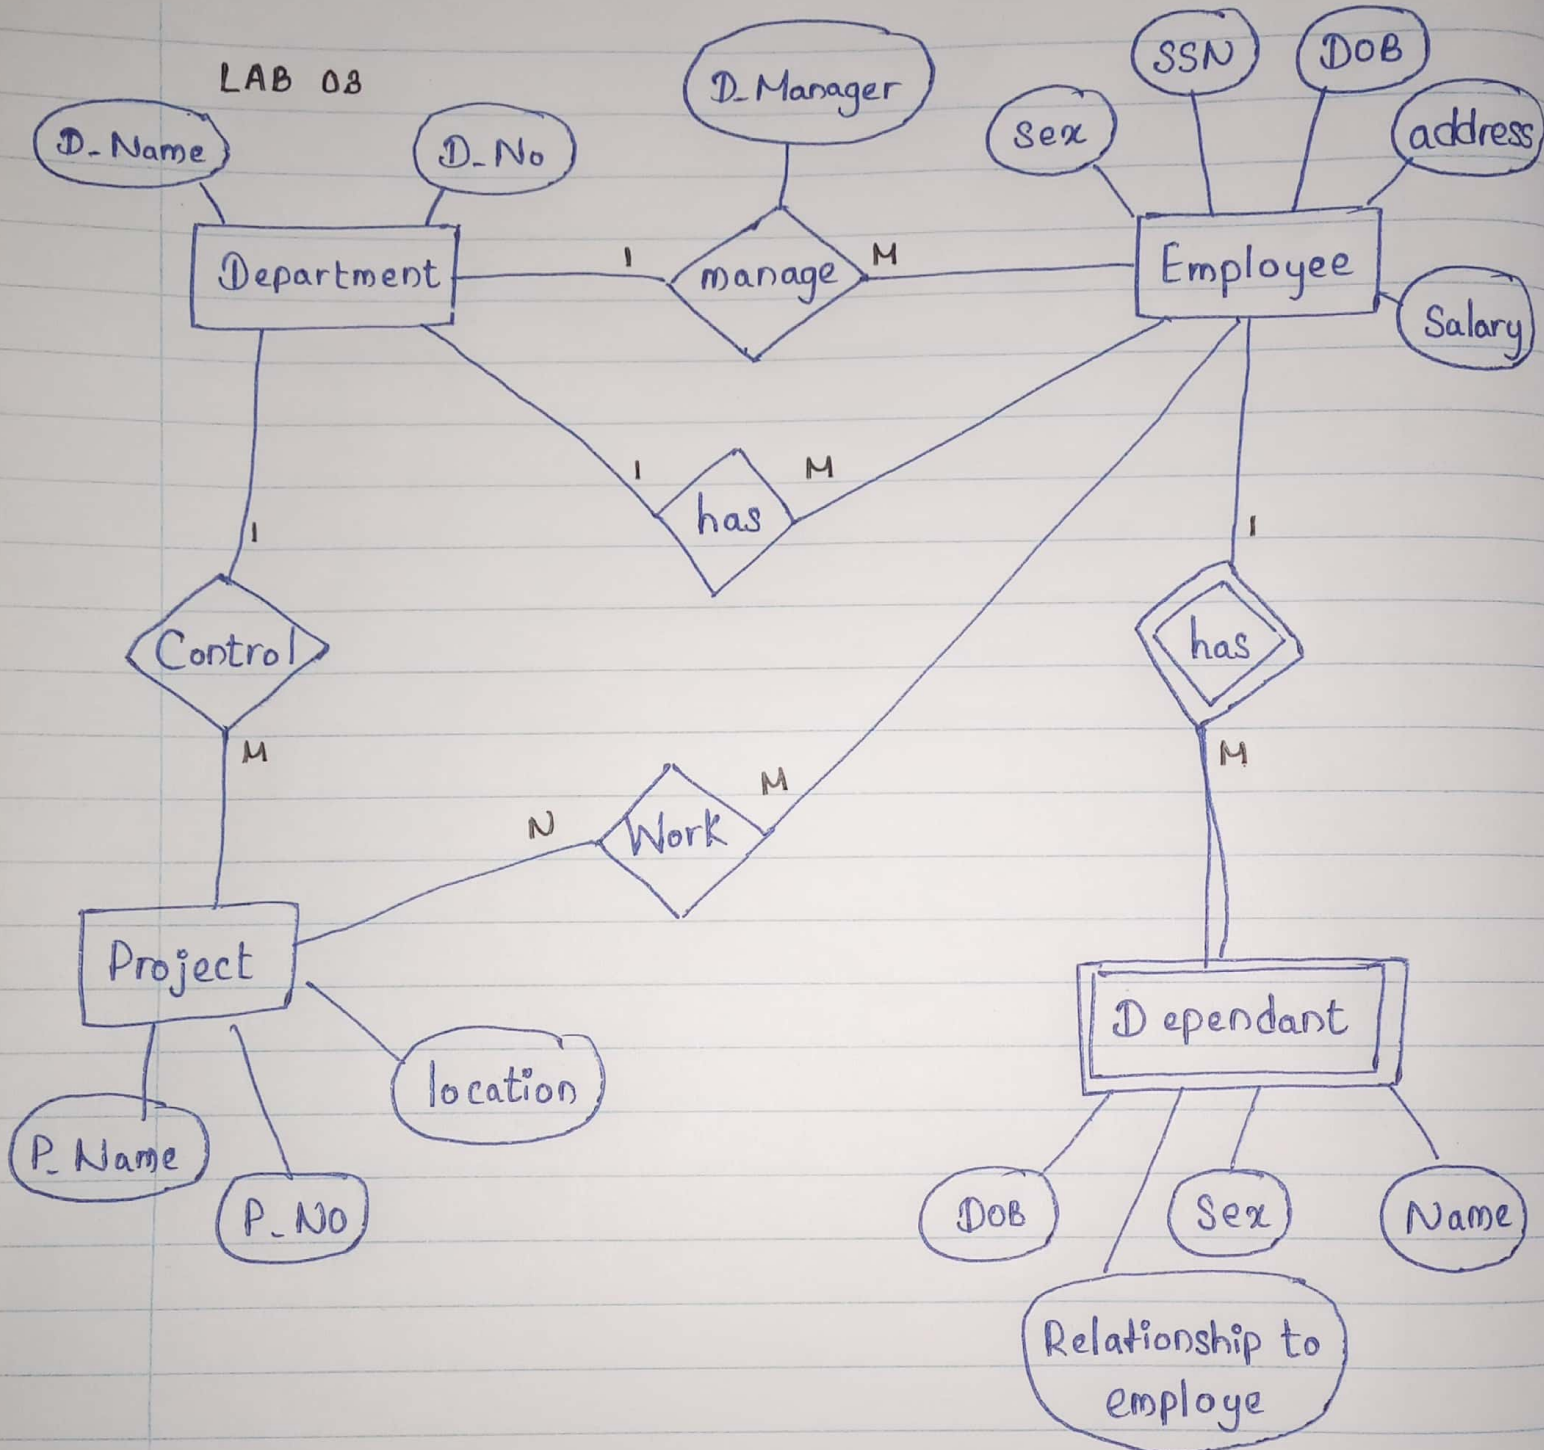 LAB 03
D_Manager
SSN
DOB
Sex
address
D_Name
D_No
Department
1
manage
M
Employee
Salary
1
has
M
1
1
Control
has
M
M
N
Work
M
Project
Dependant
location
P_Name
P_NO
DOB
Sex
Name
Relationship to
employe